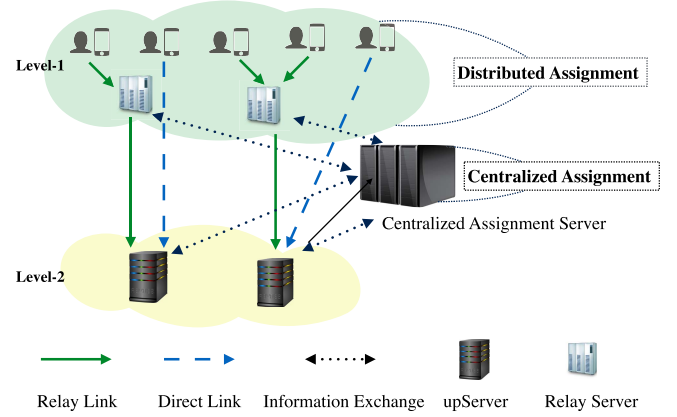 Level-1
Distributed Assignment
Centralized Assignment
Centralized Assignment Server
Level-2
Relay Link
Direct Link
Information Exchange
upServer
Relay Server